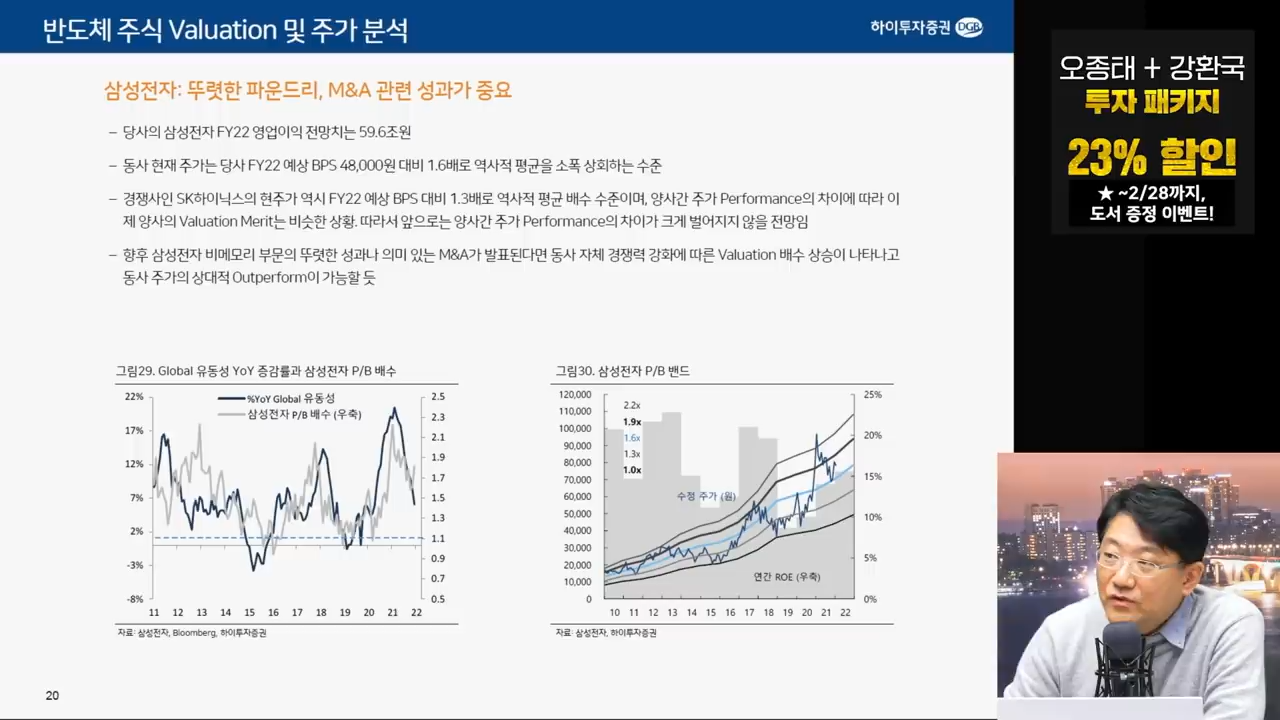 반도체 주식 Valuation 및 주가 분석
하이투자증권 DGB
삼성전자: 뚜렷한 파운드리, M&A 관련 성과가 중요
– 당사의 삼성전자 FY22 영업이익 전망치는 59.6조원
– 동사 현재 주가는 당사 FY22 예상 BPS 48,000원 대비 1.6배로 역사적 평균을 소폭 상회하는 수준
– 경쟁사인 SK하이닉스의 현주가 역시 FY22 예상 BPS 대비 1.3배로 역사적 평균 배수 수준이며, 양사간 주가 Performance의 차이에 따라 이
제 양사의 Valuation Merit는 비슷한 상황. 따라서 앞으로는 양사간 주가 Performance의 차이가 크게 벌어지지 않을 전망임
– 향후 삼성전자 비메모리 부문의 뚜렷한 성과나 의미 있는 M&A가 발표된다면 동사 자체 경쟁력 강화에 따른 Valuation 배수 상승이 나타나고
동사 주가의 상대적 Outperform이 가능할 듯
그림29. Global 유동성 YoY 증감률과 삼성전자 P/B 배수
%YoY Global 유동성
삼성전자 P/B 배수 (우축)
22%
17%
12%
7%
2%
-3%
-8%
2.5
2.3
2.1
1.9
1.7
1.5
1.3
1.1
0.9
0.7
0.5
11 12 13 14 15 16 17 18 19 20 21 22
자료: 삼성전자, Bloomberg, 하이투자증권
그림30. 삼성전자 P/B 밴드
120,000
110,000
100,000
90,000
80,000
70,000
60,000
50,000
40,000
30,000
20,000
10,000
0
2.2x
1.9x
1.6x
1.3x
1.0x
수정 주가 (원)
연간 ROE (우축)
25%
20%
15%
10%
5%
0%
10 11 12 13 14 15 16 17 18 19 20 21 22
자료: 삼성전자, 하이투자증권
20
오종태 + 강환국
투자 패키지
23% 할인
★ ~2/28까지,
도서 증정 이벤트!